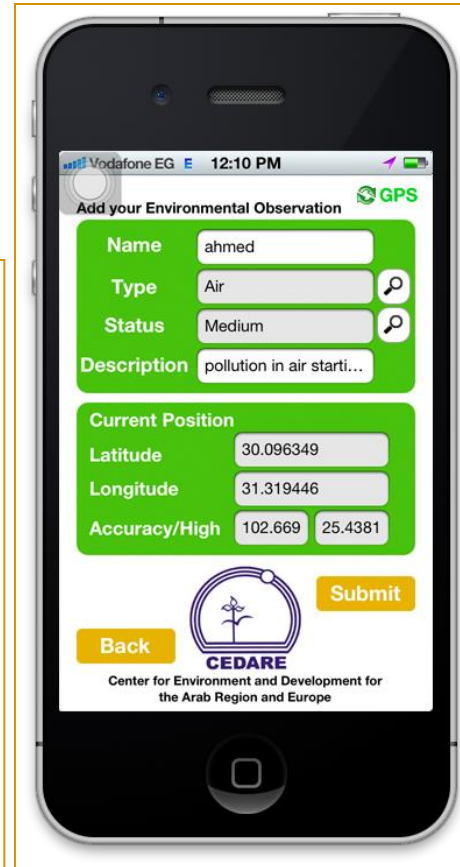 Vodafone EG E 12:10 PM
GPS
Add your Environmental Observation
Name ahmed
Type Air
Status Medium
Description pollution in air starti...
Current Position
Latitude 30.096349
Longitude 31.319446
Accuracy/High 102.669 25.4381
Submit
Back
CEDARE
Center for Environment and Development for
the Arab Region and Europe